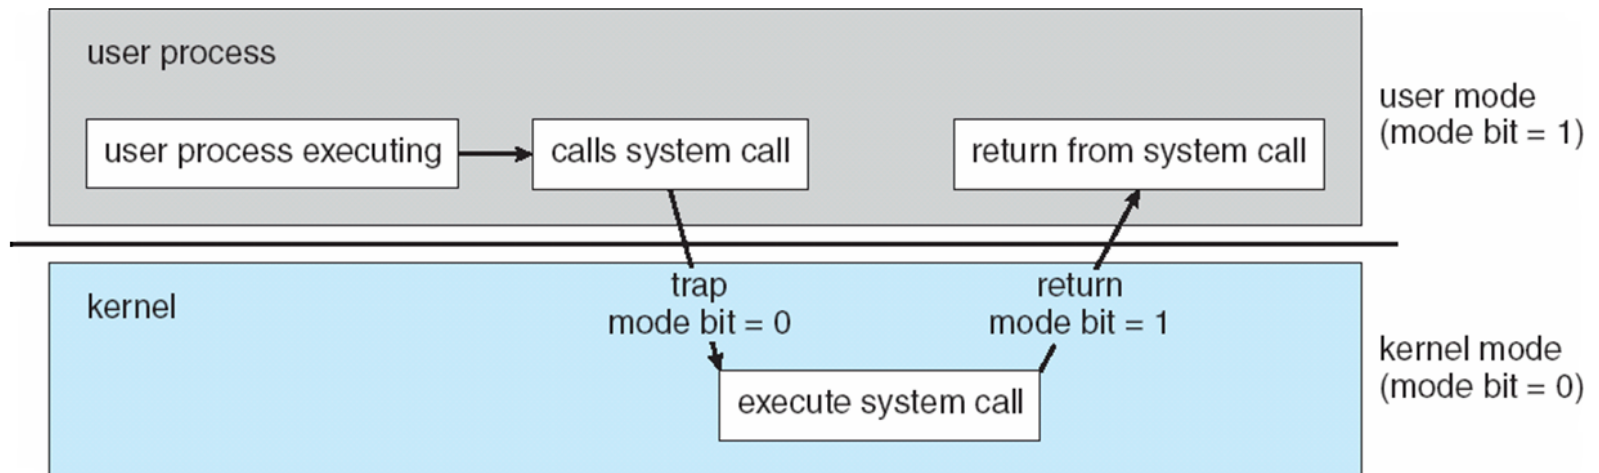 user process
user process executing
calls system call
return from system call
user mode
(mode bit = 1)
kernel
trap
mode bit = 0
return
mode bit = 1
kernel mode
(mode bit = 0)
execute system call